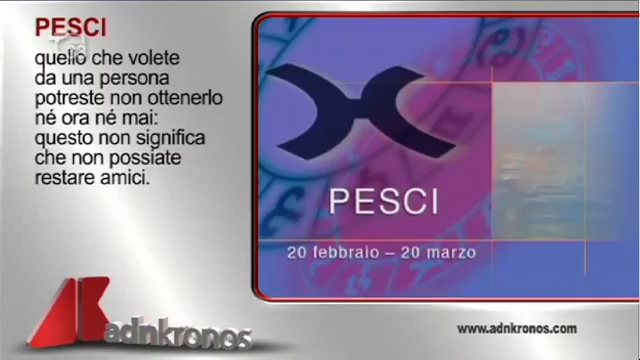 PESCI
quello che volete
da una persona
potreste non ottenerlo
né ora né mai:
questo non significa
che non possiate
restare amici.
PESCI
20 febbraio – 20 marzo
adnkronos
www.adnkronos.com